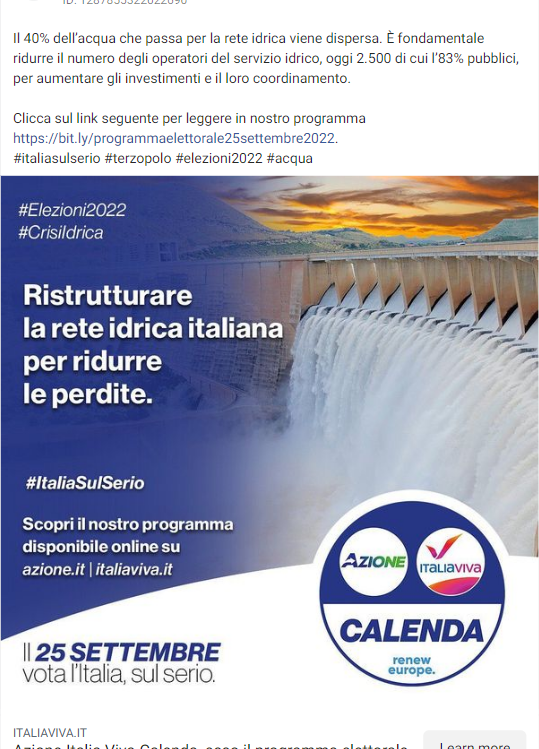 ID: 1287855322022696
Il 40% dell'acqua che passa per la rete idrica viene dispersa. È fondamentale
ridurre il numero degli operatori del servizio idrico, oggi 2.500 di cui l'83% pubblici,
per aumentare gli investimenti e il loro coordinamento.
Clicca sul link seguente per leggere in nostro programma
https://bit.ly/programmaelettorale25settembre2022.
#italiasulserio #terzopolo #elezioni2022 #acqua
#Elezioni2022
#CrisiIdrica
Ristrutturare
la rete idrica italiana
per ridurre
le perdite.
#ItaliaSulSerio
Scopri il nostro programma
disponibile online su
azione.it | italiaviva.it
AZIONE
ITALIAVIVA
CALENDA
renew
europe.
Il 25 SETTEMBRE
vota l'Italia, sul serio.
ITALIAVIVA.IT
Azione Italia Viva Calenda, ecco il programma elettorale
Learn more